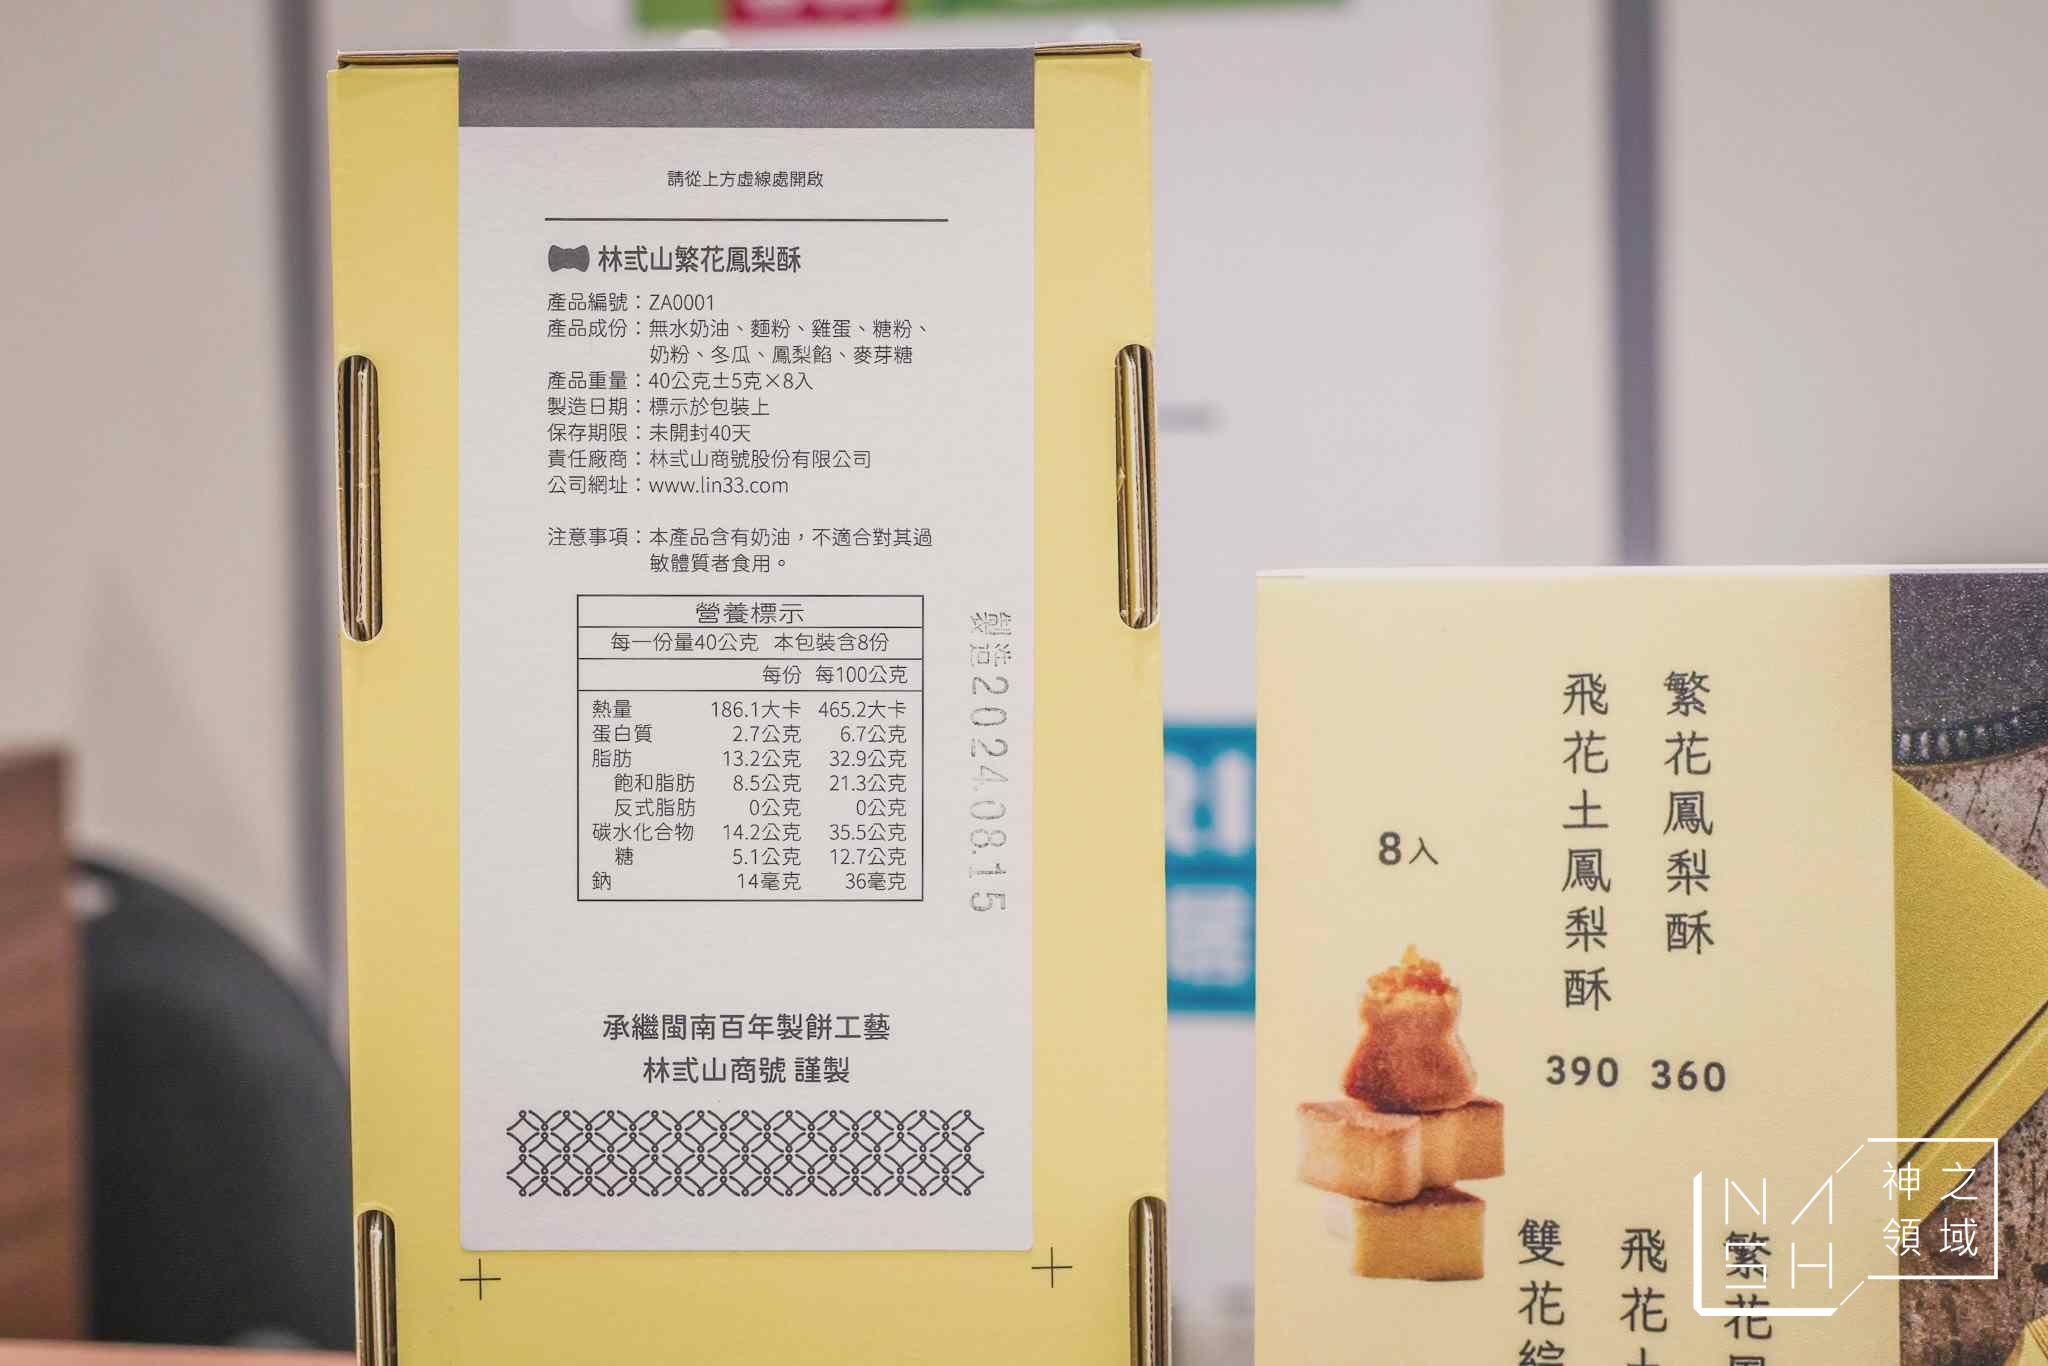 請從上方虛線處開啟
林弎山繁花鳳梨酥
產品編號：ZA0001
產品成份：無水奶油、麵粉、雞蛋、糖粉、
奶粉、冬瓜、鳳梨餡、麥芽糖
產品重量：40公克±5克×8入
製造日期：標示於包裝上
保存期限：未開封40天
責任廠商：林弎山商號股份有限公司
公司網址：www.lin33.com
注意事項：本產品含有奶油，不適合對其過
敏體質者食用。
營養標示
每一份量40公克 本包裝含8份
每份 每100公克
熱量 186.1大卡 465.2大卡
蛋白質 2.7公克 6.7公克
脂肪 13.2公克 32.9公克
飽和脂肪 8.5公克 21.3公克
反式脂肪 0公克 0公克
碳水化合物 14.2公克 35.5公克
糖 5.1公克 12.7公克
鈉 14毫克 36毫克
製造2024.08.15
承繼閩南百年製餅工藝
林弎山商號 謹製
繁花鳳梨酥
360
飛花土鳳梨酥
390
8入
繁花
飛花
雙花綜
神之
領域